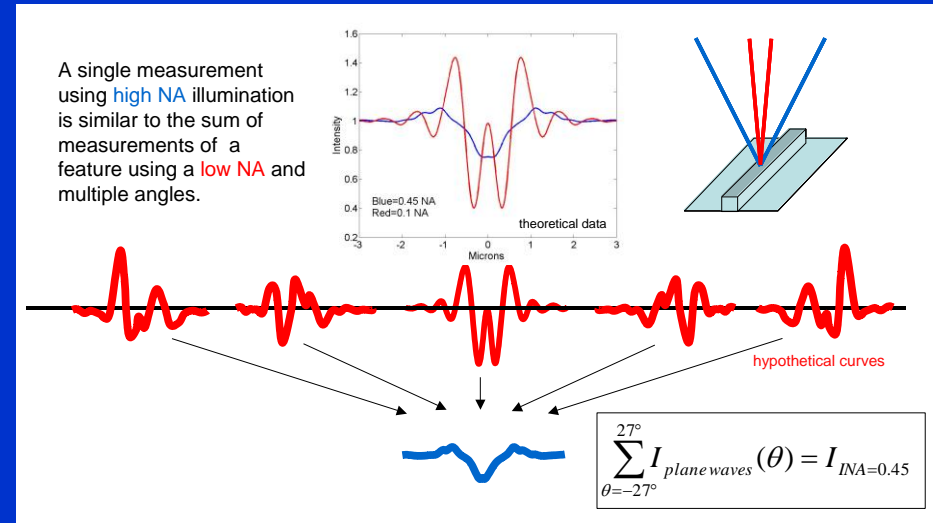 A single measurement
using high NA illumination
is similar to the sum of
measurements of a
feature using a low NA and
multiple angles.
1.6
1.4
1.2
1
0.8
0.6
0.4
0.2
Intensity
Blue=0.45 NA
Red=0.1 NA
theoretical data
-3 -2 -1 0 1 2 3
Microns
hypothetical curves
27°
∑ I plane waves (θ) = I INA=0.45
θ=−27°